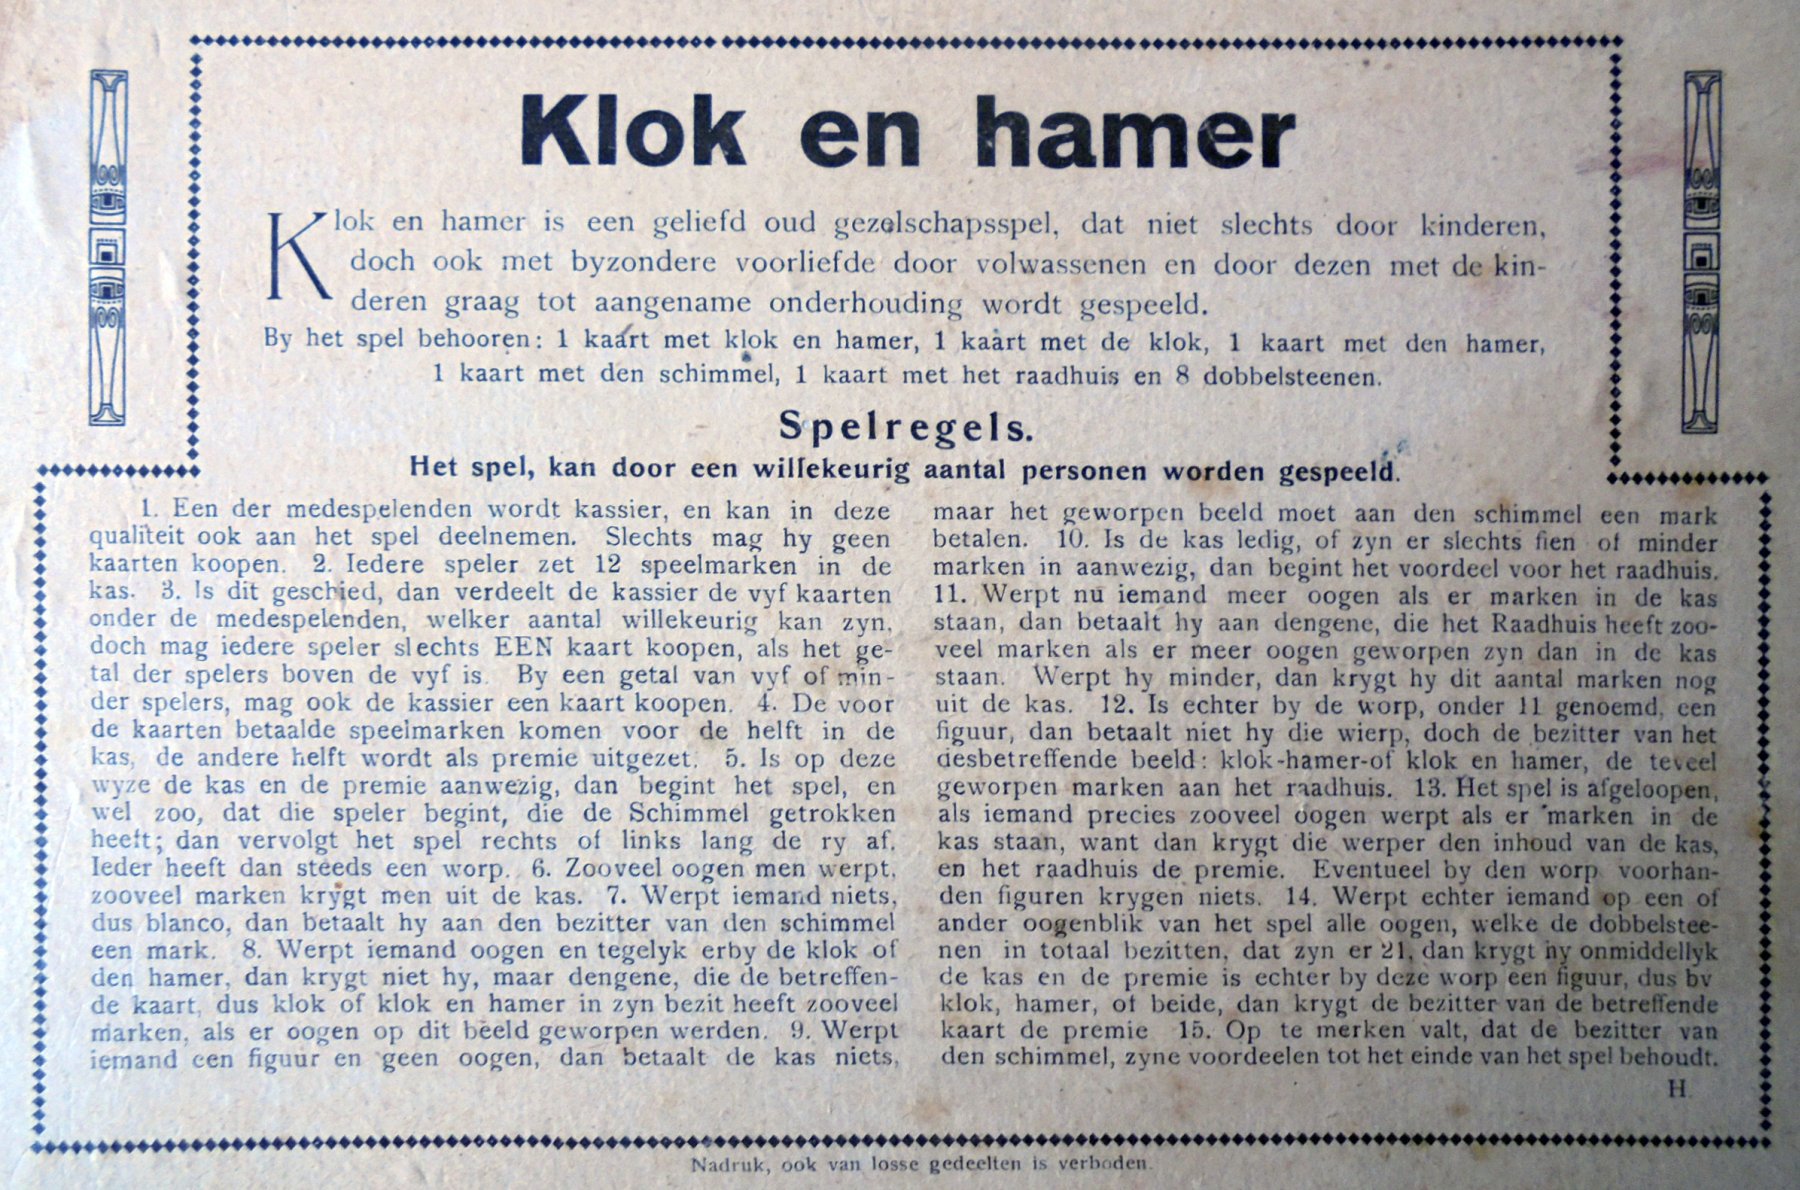 Klok en hamer
Klok en hamer is een geliefd oud gezelschapsspel, dat niet slechts door kinderen,
doch ook met byzondere voorliefde door volwassenen en door dezen met de kin-
deren graag tot aangename onderhouding wordt gespeeld.
By het spel behooren: 1 kaart met klok en hamer, 1 kaart met de klok, 1 kaart met den hamer,
1 kaart met den schimmel, 1 kaart met het raadhuis en 8 dobbelsteenen.
Spelregels.
Het spel, kan door een willekeurig aantal personen worden gespeeld.
1. Een der medespelenden wordt kassier, en kan in deze
qualiteit ook aan het spel deelnemen. Slechts mag hy geen
kaarten koopen. 2. Iedere speler zet 12 speelmarken in de
kas. 3. Is dit geschied, dan verdeelt de kassier de vyf kaarten
onder de medespelenden, welker aantal willekeurig kan zyn,
doch mag iedere speler slechts EEN kaart koopen, als het ge-
tal der spelers boven de vyf is. By een getal van vyf of min-
der spelers, mag ook de kassier een kaart koopen. 4. De voor
de kaarten betaalde speelmarken komen voor de helft in de
kas, de andere helft wordt als premie uitgezet. 5. Is op deze
wyze de kas en de premie aanwezig, dan begint het spel, en
wel zoo, dat die speler begint, die de Schimmel getrokken
heeft; dan vervolgt het spel rechts of links lang de ry af.
Ieder heeft dan steeds een worp. 6. Zooveel oogen men werpt,
zooveel marken krygt men uit de kas. 7. Werpt iemand niets,
dus blanco, dan betaalt hy aan den bezitter van den schimmel
een mark. 8. Werpt iemand oogen en tegelyk erby de klok of
den hamer, dan krygt niet hy, maar dengene, die de betreffen-
de kaart, dus klok of klok en hamer in zyn bezit heeft zooveel
marken, als er oogen op dit beeld geworpen werden. 9. Werpt
iemand een figuur en geen oogen, dan betaalt de kas niets,
maar het geworpen beeld moet aan den schimmel een mark
betalen. 10. Is de kas ledig, of zyn er slechts fien of minder
marken in aanwezig, dan begint het voordeel voor het raadhuis.
11. Werpt nu iemand meer oogen als er marken in de kas
staan, dan betaalt hy aan dengene, die het Raadhuis heeft zoo-
veel marken als er meer oogen geworpen zyn dan in de kas
staan. Werpt hy minder, dan krygt hy dit aantal marken nog
uit de kas. 12. Is echter by de worp, onder 11 genoemd, een
figuur, dan betaalt niet hy die wierp, doch de bezitter van het
desbetreffende beeld: klok-hamer-of klok en hamer, de teveel
geworpen marken aan het raadhuis. 13. Het spel is afgeloopen,
als iemand precies zooveel oogen werpt als er marken in de
kas staan, want dan krygt die werper den inhoud van de kas,
en het raadhuis de premie. Eventueel by den worp voorhan-
den figuren krygen niets. 14. Werpt echter iemand op een of
ander oogenblik van het spel alle oogen, welke de dobbelstee-
nen in totaal bezitten, dat zyn er 21, dan krygt hy onmiddellyk
de kas en de premie is echter by deze worp een figuur, dus bv
klok, hamer, of beide, dan krygt de bezitter van de betreffende
kaart de premie 15. Op te merken valt, dat de bezitter van
den schimmel, zyne voordeelen tot het einde van het spel behoudt.
H.
Nadruk, ook van losse gedeelten is verboden.